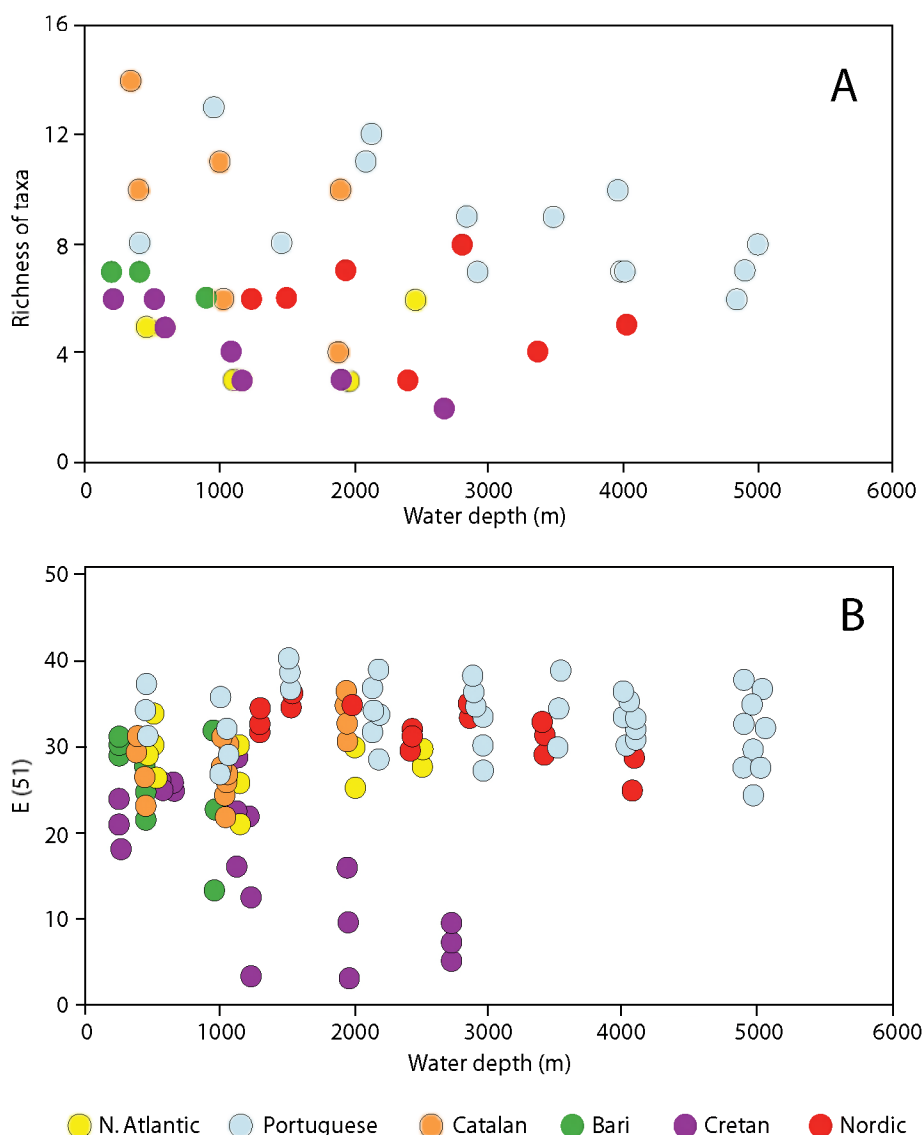 16
A
12
8
4
0
Richness of taxa
0 1000 2000 3000 4000 5000 6000
Water depth (m)
50
B
40
30
20
10
0
E (51)
0 1000 2000 3000 4000 5000 6000
Water depth (m)
N. Atlantic Portuguese Catalan Bari Cretan Nordic